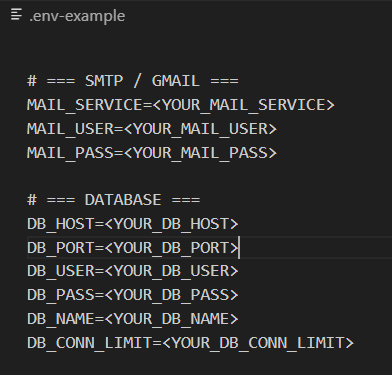 .env-example
# === SMTP / GMAIL ===
MAIL_SERVICE=<YOUR_MAIL_SERVICE>
MAIL_USER=<YOUR_MAIL_USER>
MAIL_PASS=<YOUR_MAIL_PASS>
# === DATABASE ===
DB_HOST=<YOUR_DB_HOST>
DB_PORT=<YOUR_DB_PORT>
DB_USER=<YOUR_DB_USER>
DB_PASS=<YOUR_DB_PASS>
DB_NAME=<YOUR_DB_NAME>
DB_CONN_LIMIT=<YOUR_DB_CONN_LIMIT>